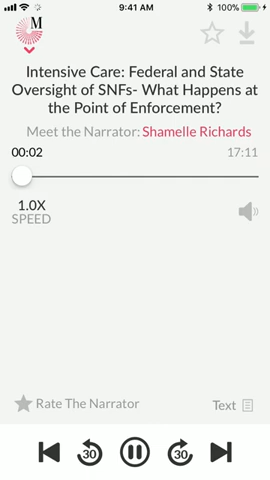 9:41 AM
100%
M
Intensive Care: Federal and State
Oversight of SNFs- What Happens at
the Point of Enforcement?
Meet the Narrator: Shamelle Richards
00:02
17:11
1.0X
SPEED
Rate The Narrator
Text
30
30